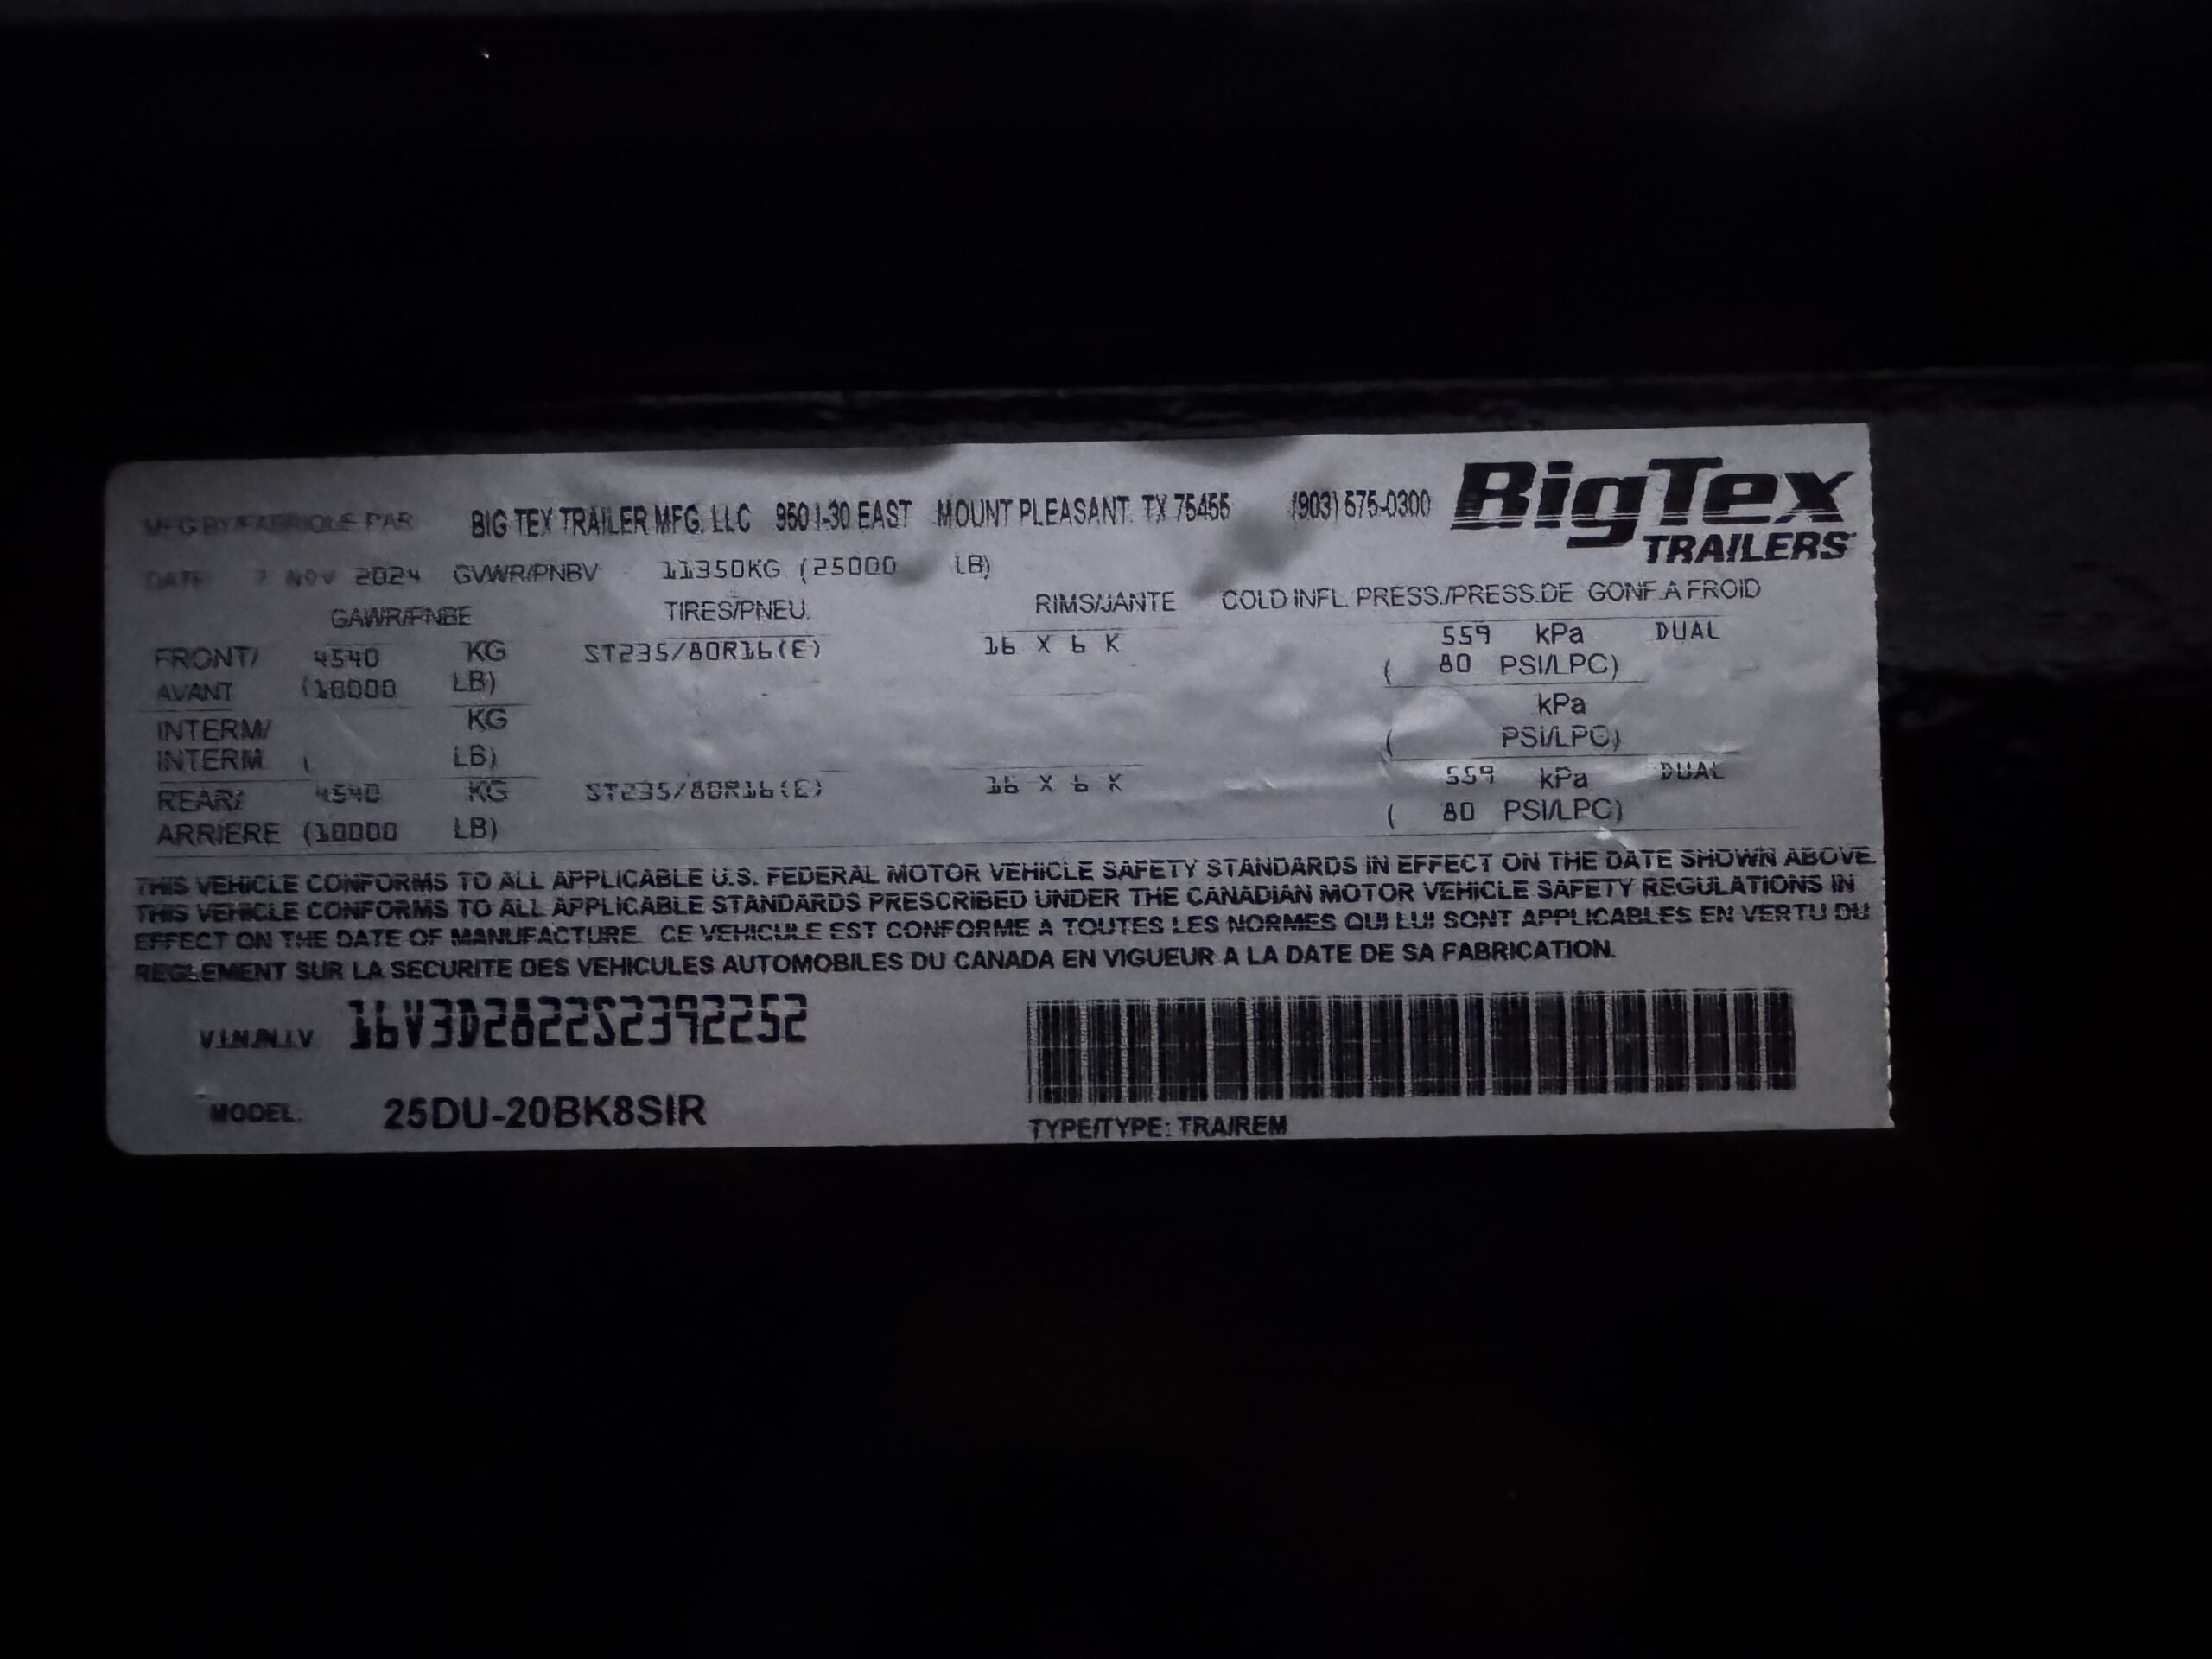 MFG BY/FABRIQUE PAR BIG TEX TRAILER MFG. LLC 950 I-30 EAST MOUNT PLEASANT. TX 75455 (903) 575-0300 BigTex TRAILERS
DATE 7 NOV 2024 GVWR/PNBV 11350KG (25000 LB)
GAWR/PNBE TIRES/PNEU. RIMS/JANTE COLD INFL. PRESS./PRESS.DE GONF.A FROID
FRONT/ 4540 KG ST235/80R16(E) 16 X 6 K 559 kPa DUAL
AVANT (10000 LB) ( 80 PSI/LPC)
INTERM/ KG kPa
INTERM ( LB) ( PSI/LPC)
REAR/ 4540 KG ST235/80R16(E) 16 X 6 K 559 kPa DUAL
ARRIERE (10000 LB) ( 80 PSI/LPC)
THIS VEHICLE CONFORMS TO ALL APPLICABLE U.S. FEDERAL MOTOR VEHICLE SAFETY STANDARDS IN EFFECT ON THE DATE SHOWN ABOVE.
THIS VEHICLE CONFORMS TO ALL APPLICABLE STANDARDS PRESCRIBED UNDER THE CANADIAN MOTOR VEHICLE SAFETY REGULATIONS IN
EFFECT ON THE DATE OF MANUFACTURE. CE VEHICULE EST CONFORME A TOUTES LES NORMES QUI LUI SONT APPLICABLES EN VERTU DU
REGLEMENT SUR LA SECURITE DES VEHICULES AUTOMOBILES DU CANADA EN VIGUEUR A LA DATE DE SA FABRICATION.
V.I.N./N.I.V 16V3D2822S2392252
MODEL: 25DU-20BK8SIR
TYPE/TYPE: TRA/REM